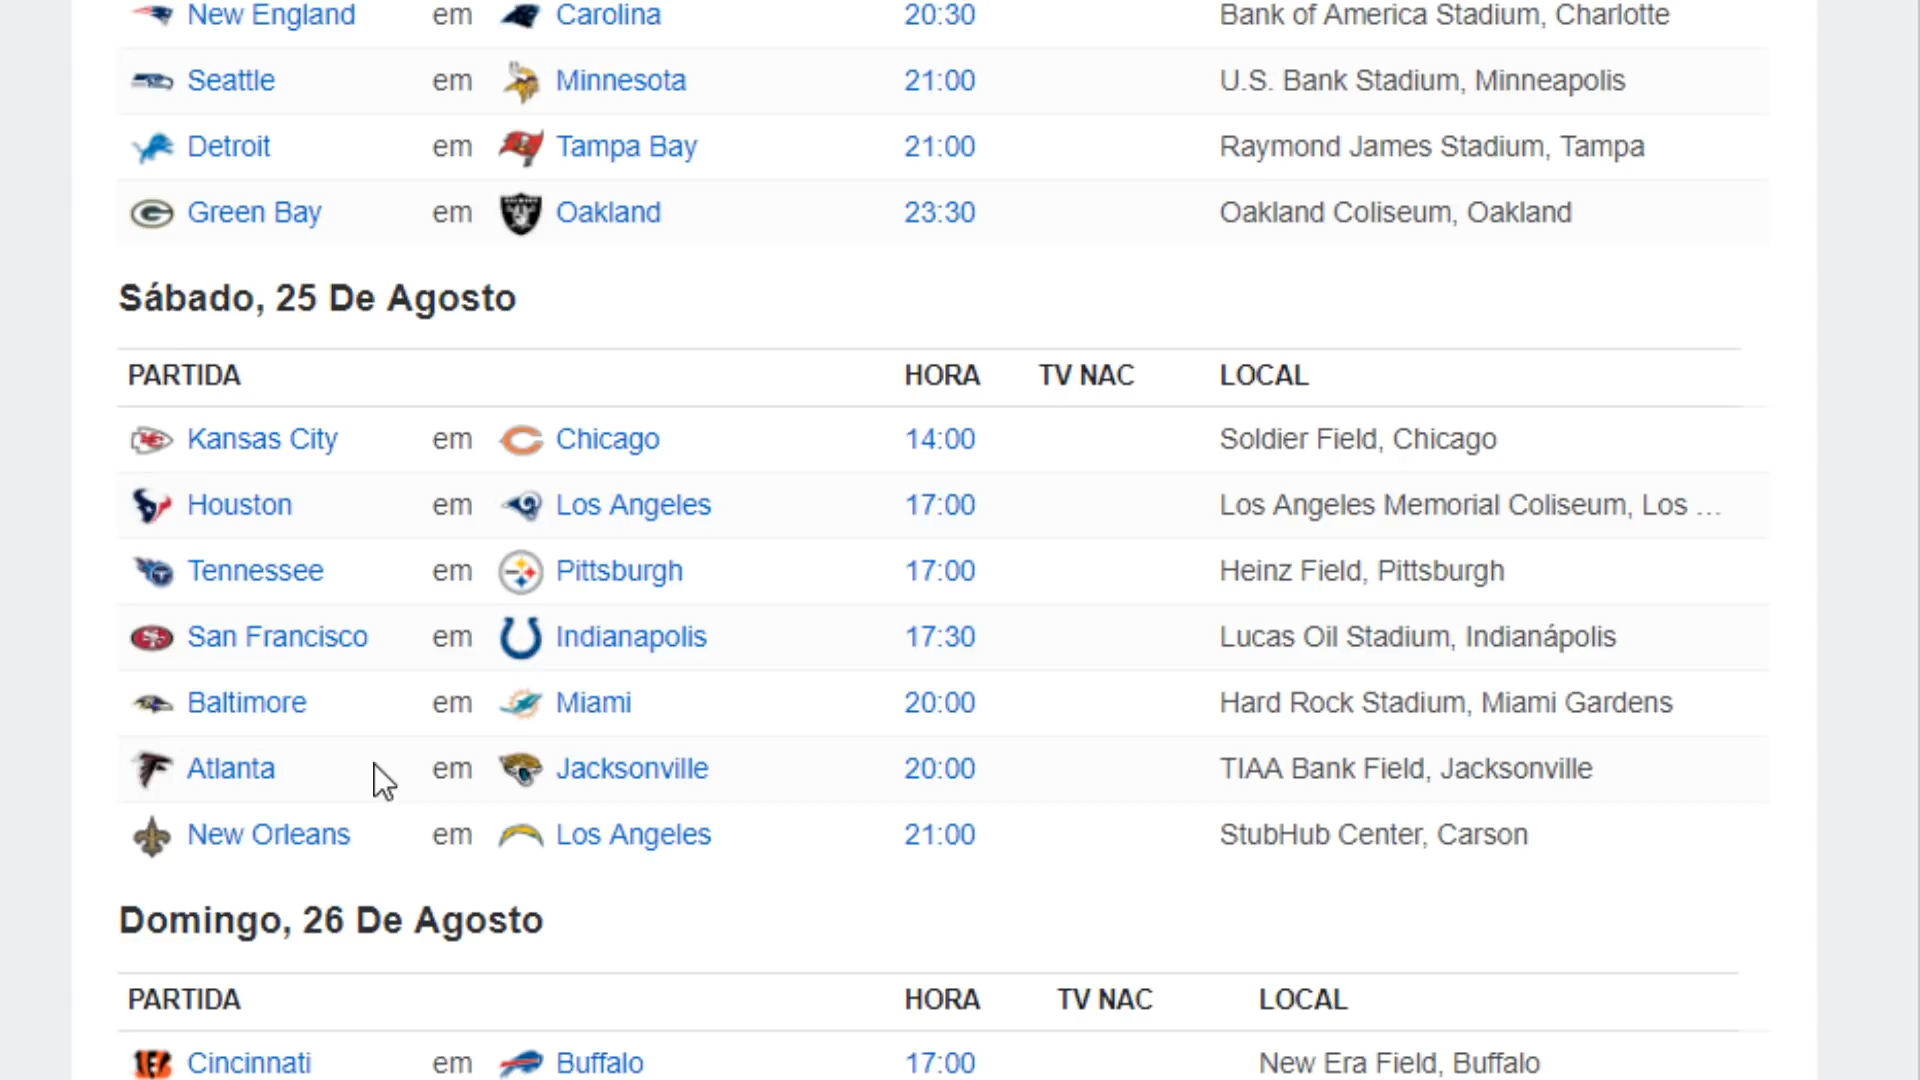 New England em Carolina 20:30 Bank of America Stadium, Charlotte
Seattle em Minnesota 21:00 U.S. Bank Stadium, Minneapolis
Detroit em Tampa Bay 21:00 Raymond James Stadium, Tampa
Green Bay em Oakland 23:30 Oakland Coliseum, Oakland
Sábado, 25 De Agosto
PARTIDA HORA TV NAC LOCAL
Kansas City em Chicago 14:00 Soldier Field, Chicago
Houston em Los Angeles 17:00 Los Angeles Memorial Coliseum, Los ...
Tennessee em Pittsburgh 17:00 Heinz Field, Pittsburgh
San Francisco em Indianapolis 17:30 Lucas Oil Stadium, Indianápolis
Baltimore em Miami 20:00 Hard Rock Stadium, Miami Gardens
Atlanta em Jacksonville 20:00 TIAA Bank Field, Jacksonville
New Orleans em Los Angeles 21:00 StubHub Center, Carson
Domingo, 26 De Agosto
PARTIDA HORA TV NAC LOCAL
Cincinnati em Buffalo 17:00 New Era Field, Buffalo